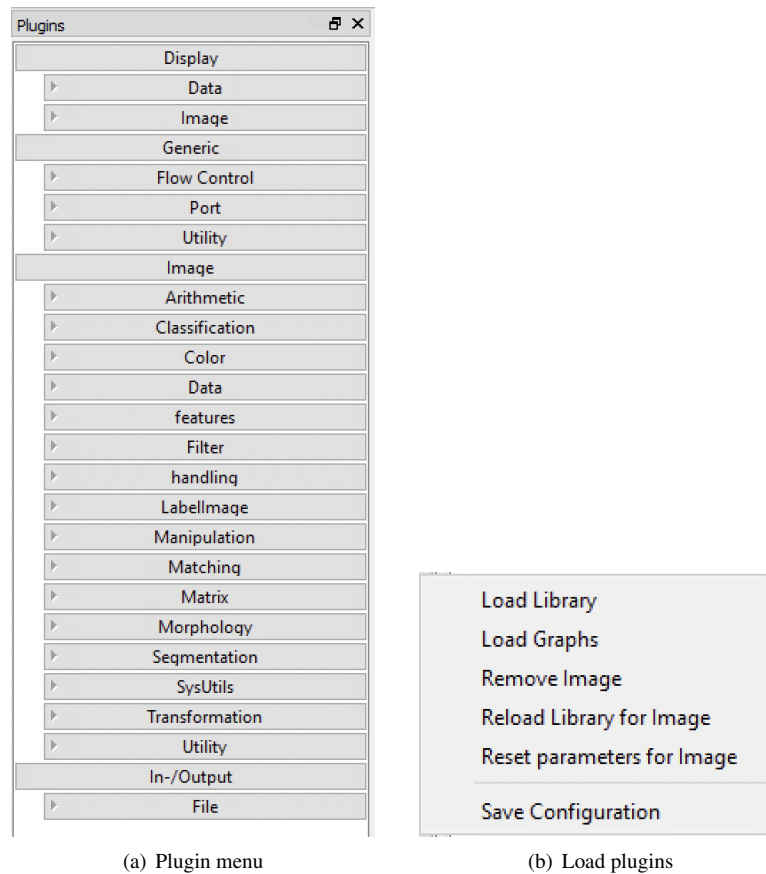 Plugins
Display
Data
Image
Generic
Flow Control
Port
Utility
Image
Arithmetic
Classification
Color
Data
features
Filter
handling
LabelImage
Manipulation
Matching
Matrix
Morphology
Segmentation
SysUtils
Transformation
Utility
In-/Output
File
(a) Plugin menu
Load Library
Load Graphs
Remove Image
Reload Library for Image
Reset parameters for Image
Save Configuration
(b) Load plugins